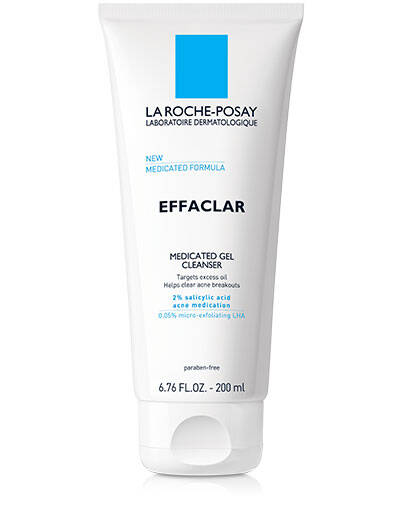 LA ROCHE-POSAY
LABORATOIRE DERMATOLOGIQUE
NEW
MEDICATED FORMULA
EFFACLAR
MEDICATED GEL
CLEANSER
Targets excess oil
Helps clear acne breakouts
2% salicylic acid
acne medication
0.05% micro-exfoliating LHA
paraben-free
6.76 FL.OZ. - 200 ml